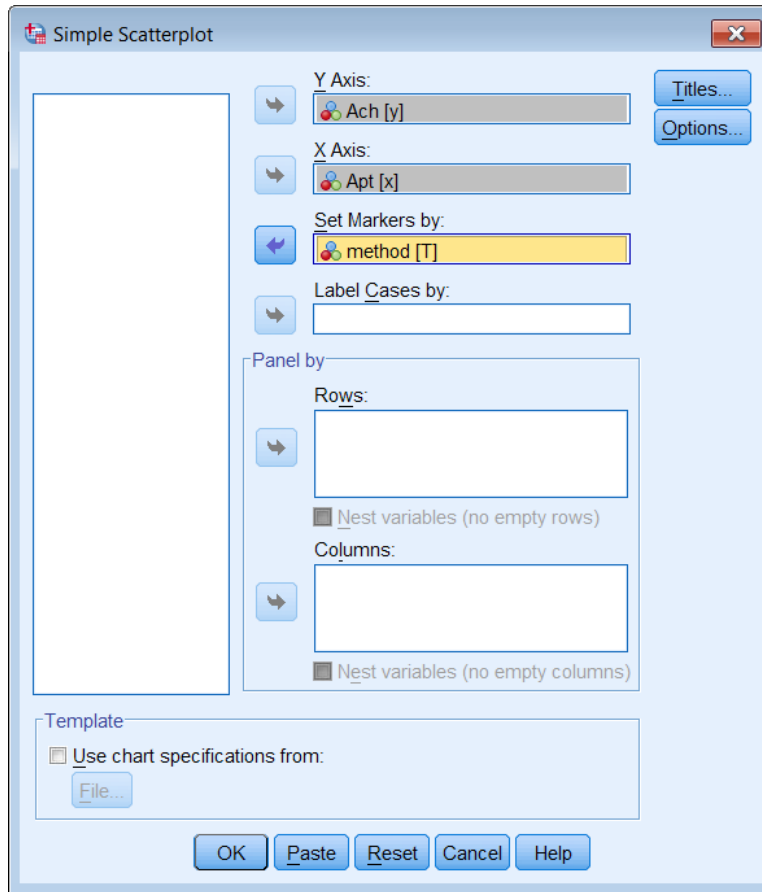 Simple Scatterplot
Y Axis:
Ach [y]
X Axis:
Apt [x]
Set Markers by:
method [T]
Label Cases by:
Titles...
Options...
Panel by
Rows:
Nest variables (no empty rows)
Columns:
Nest variables (no empty columns)
Template
Use chart specifications from:
File...
OK Paste Reset Cancel Help